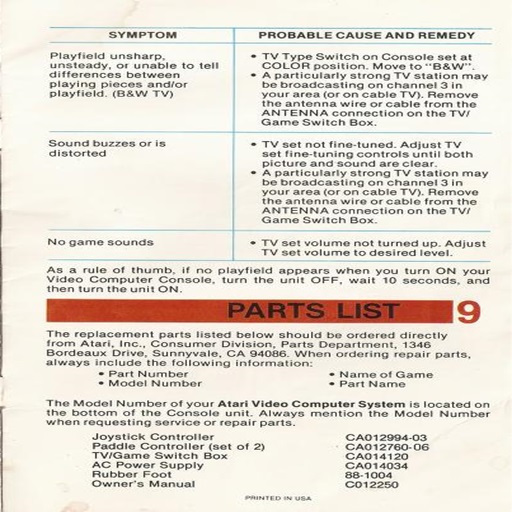 SYMPTOM PROBABLE CAUSE AND REMEDY
Playfield unsharp,
unsteady, or unable to tell
differences between
playing pieces and/or
playfield. (B&W TV)
• TV Type Switch on Console set at
COLOR position. Move to "B&W".
• A particularly strong TV station may
be broadcasting on channel 3 in
your area (or on cable TV). Remove
the antenna wire or cable from the
ANTENNA connection on the TV/
Game Switch Box.
Sound buzzes or is
distorted
• TV set not fine-tuned. Adjust TV
set fine-tuning controls until both
picture and sound are clear.
• A particularly strong TV station may
be broadcasting on channel 3 in
your area (or on cable TV). Remove
the antenna wire or cable from the
ANTENNA connection on the TV/
Game Switch Box.
No game sounds
• TV set volume not turned up. Adjust
TV set volume to desired level.
As a rule of thumb, if no playfield appears when you turn ON your
Video Computer Console, turn the unit OFF, wait 10 seconds, and
then turn the unit ON.
PARTS LIST 9
The replacement parts listed below should be ordered directly
from Atari, Inc., Consumer Division, Parts Department, 1346
Bordeaux Drive, Sunnyvale, CA 94086. When ordering repair parts,
always include the following information:
• Part Number • Name of Game
• Model Number • Part Name
The Model Number of your Atari Video Computer System is located on
the bottom of the Console unit. Always mention the Model Number
when requesting service or repair parts.
Joystick Controller CA012994-03
Paddle Controller (set of 2) CA012760-06
TV/Game Switch Box CA014120
AC Power Supply CA014034
Rubber Foot 88-1004
Owner's Manual C012250
PRINTED IN USA